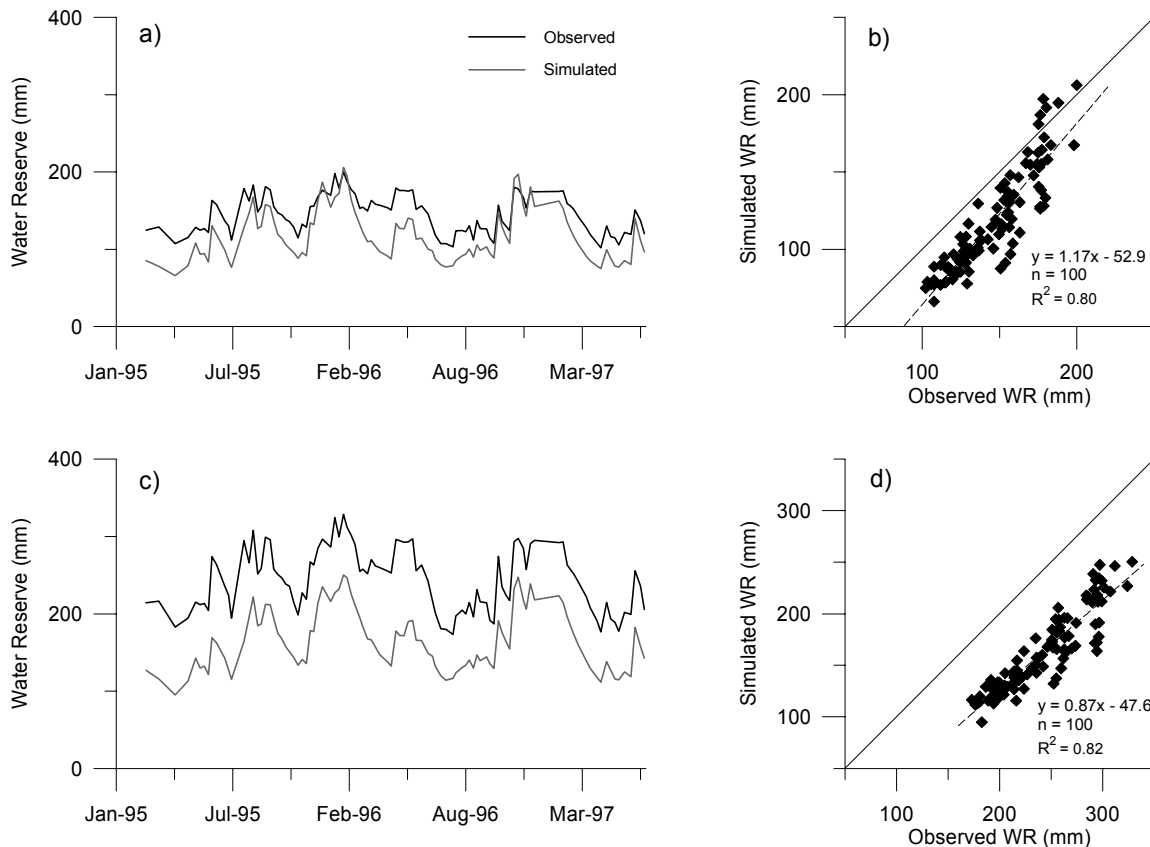 400
200
0
Water Reserve (mm)
a)
Observed
Simulated
Jan-95 Jul-95 Feb-96 Aug-96 Mar-97
b)
200
100
Simulated WR (mm)
y = 1.17x - 52.9
n = 100
R² = 0.80
100 200
Observed WR (mm)
400
200
0
Water Reserve (mm)
c)
Jan-95 Jul-95 Feb-96 Aug-96 Mar-97
d)
300
200
100
Simulated WR (mm)
y = 0.87x - 47.6
n = 100
R² = 0.82
100 200 300
Observed WR (mm)